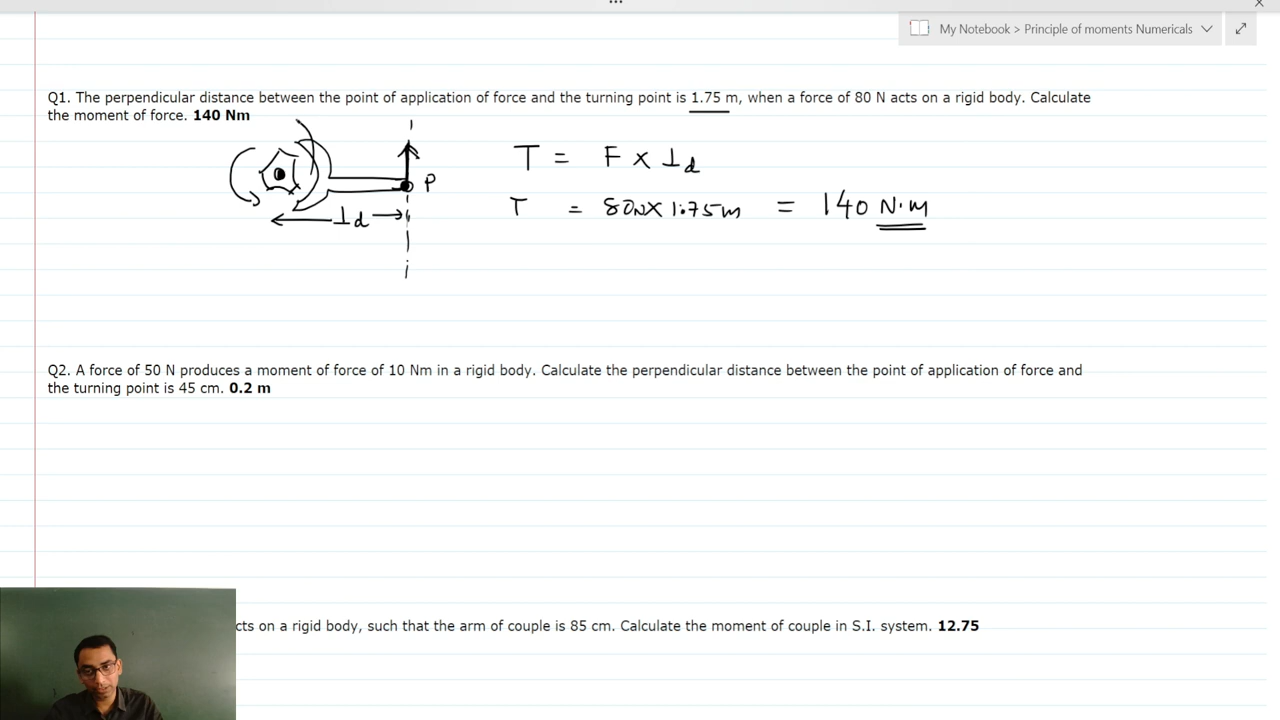 My Notebook > Principle of moments Numericals
Q1. The perpendicular distance between the point of application of force and the turning point is 1.75 m, when a force of 80 N acts on a rigid body. Calculate
the moment of force. 140 Nm
T = F x ⊥d
P
T = 80N x 1.75m = 140 N·m
⊥d
Q2. A force of 50 N produces a moment of force of 10 Nm in a rigid body. Calculate the perpendicular distance between the point of application of force and
the turning point is 45 cm. 0.2 m
cts on a rigid body, such that the arm of couple is 85 cm. Calculate the moment of couple in S.I. system. 12.75